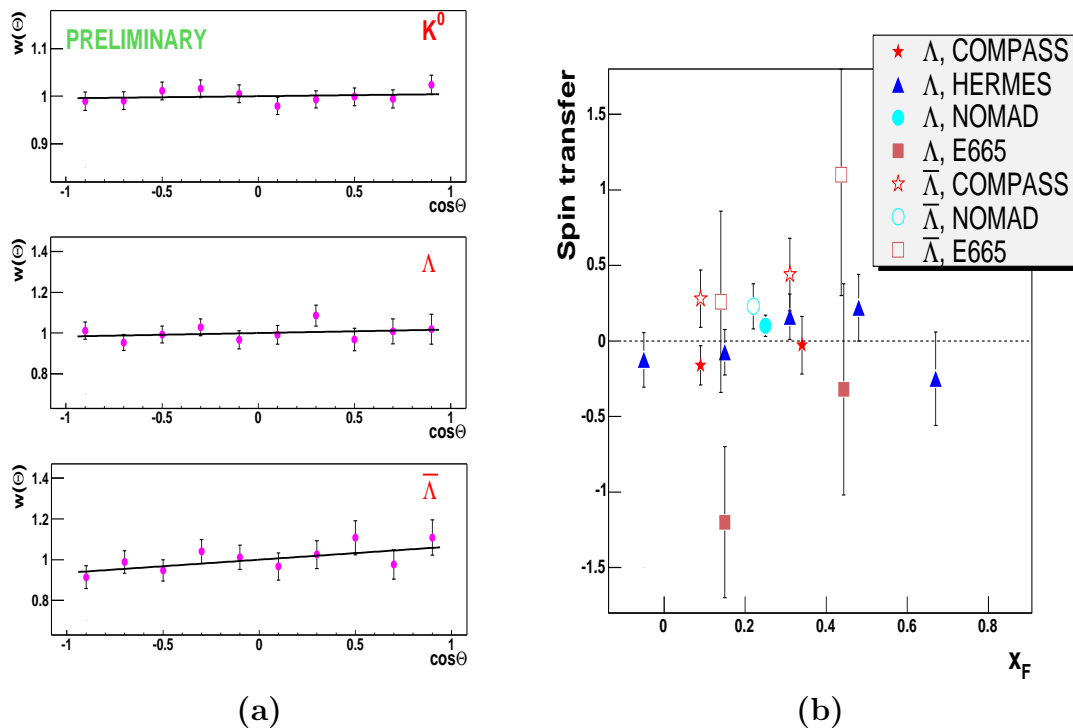 PRELIMINARY
K⁰
w(Θ)
1.1
1
0.9
-1 -0.5 0 0.5 1
cosΘ
Λ
w(Θ)
1.4
1.2
1
0.8
-1 -0.5 0 0.5 1
cosΘ
Λ̅
w(Θ)
1.4
1.2
1
0.8
-1 -0.5 0 0.5 1
cosΘ
(a)
Λ, COMPASS
Λ, HERMES
Λ, NOMAD
Λ, E665
Λ̅, COMPASS
Λ̅, NOMAD
Λ̅, E665
Spin transfer
1.5
1
0.5
0
-0.5
-1
-1.5
0 0.2 0.4 0.6 0.8
x_F
(b)